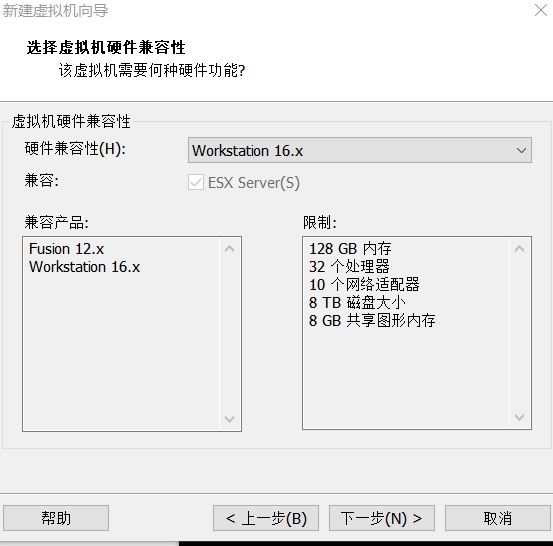 新建虚拟机向导
选择虚拟机硬件兼容性
该虚拟机需要何种硬件功能?
虚拟机硬件兼容性
硬件兼容性(H): Workstation 16.x
兼容: ESX Server(S)
兼容产品:
Fusion 12.x
Workstation 16.x
限制:
128 GB 内存
32 个处理器
10 个网络适配器
8 TB 磁盘大小
8 GB 共享图形内存
帮助 < 上一步(B) 下一步(N) > 取消